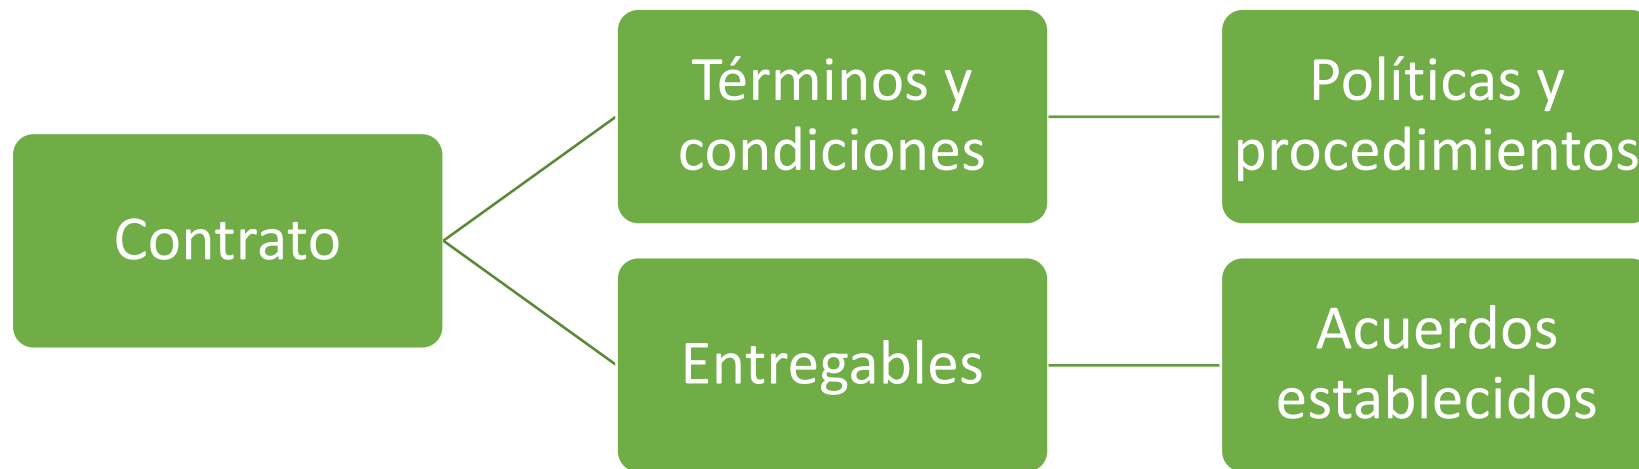 Contrato
Términos y
condiciones
Políticas y
procedimientos
Entregables
Acuerdos
establecidos